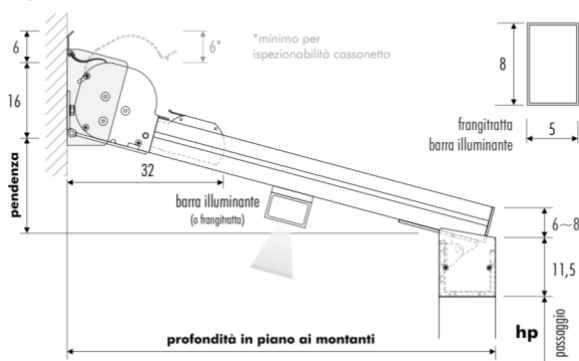 6
6*
*minimo per
ispezionabilità cassonetto
8
16
frangitratta
barra illuminante
5
32
pendenza
barra illuminante
(o frangitratta)
6~8
11,5
profondità in piano ai montanti
hp
passaggio